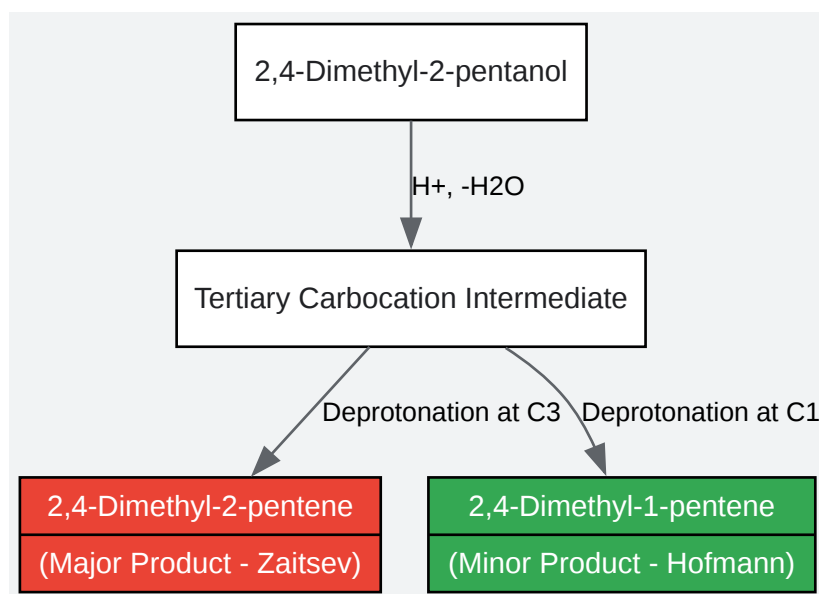 2,4-Dimethyl-2-pentanol
H+, -H2O
Tertiary Carbocation Intermediate
Deprotonation at C3
Deprotonation at C1
2,4-Dimethyl-2-pentene
(Major Product - Zaitsev)
2,4-Dimethyl-1-pentene
(Minor Product - Hofmann)